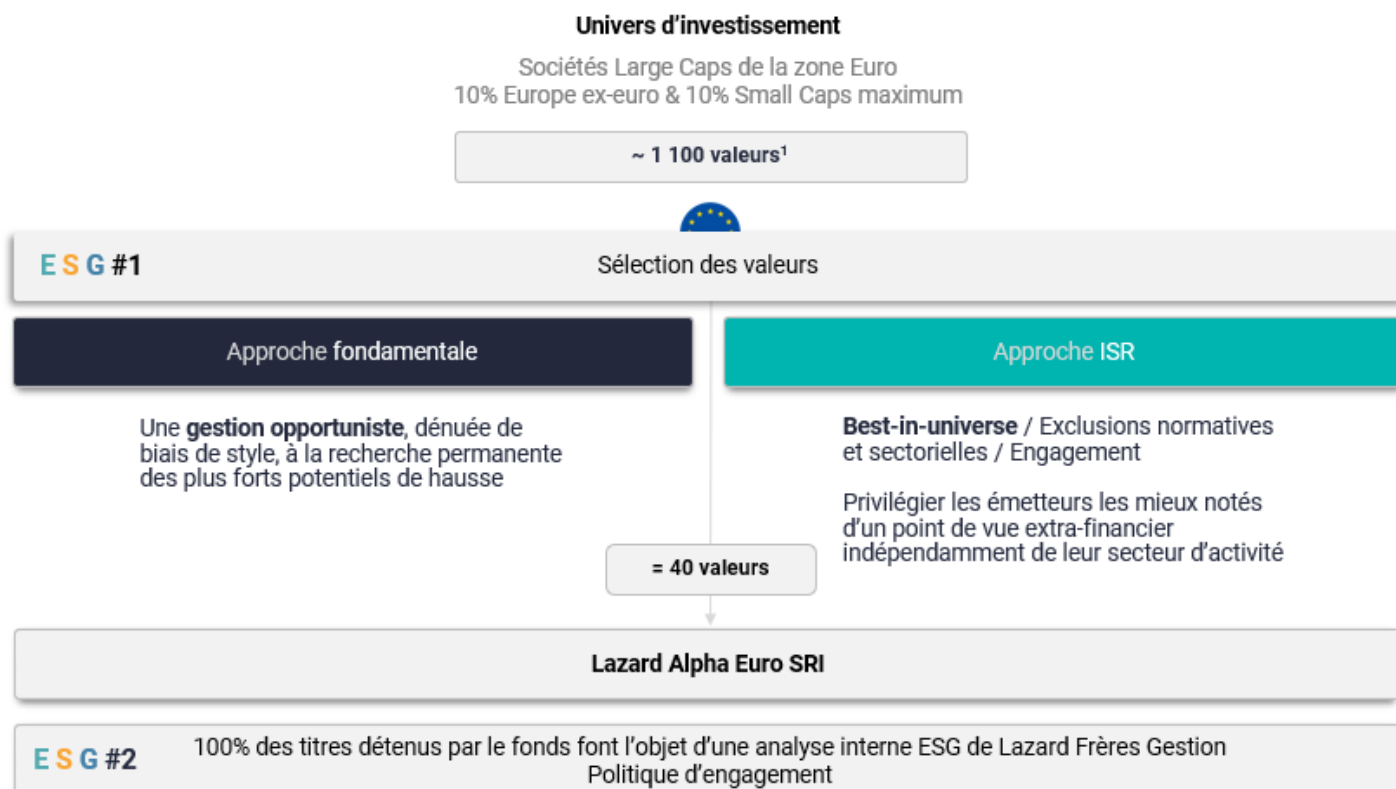 Univers d’investissement
Sociétés Large Caps de la zone Euro
10% Europe ex-euro & 10% Small Caps maximum
~ 1 100 valeurs¹
E S G #1
Sélection des valeurs
Approche fondamentale
Approche ISR
Une gestion opportuniste, dénuée de
biais de style, à la recherche permanente
des plus forts potentiels de hausse
Best-in-universe / Exclusions normatives
et sectorielles / Engagement
Privilégier les émetteurs les mieux notés
d’un point de vue extra-financier
indépendamment de leur secteur d’activité
= 40 valeurs
Lazard Alpha Euro SRI
E S G #2
100% des titres détenus par le fonds font l’objet d’une analyse interne ESG de Lazard Frères Gestion
Politique d’engagement